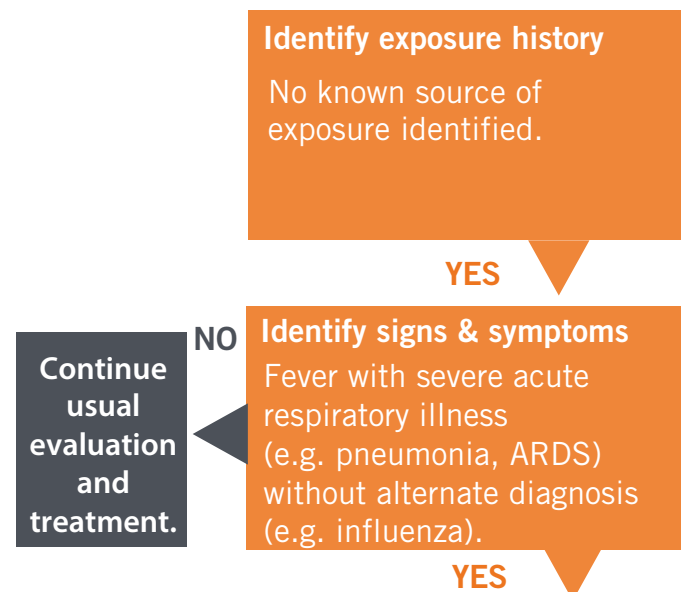 Identify exposure history
No known source of
exposure identified.
YES
NO
Identify signs & symptoms
Fever with severe acute
respiratory illness
(e.g. pneumonia, ARDS)
without alternate diagnosis
(e.g. influenza).
Continue
usual
evaluation
and
treatment.
YES